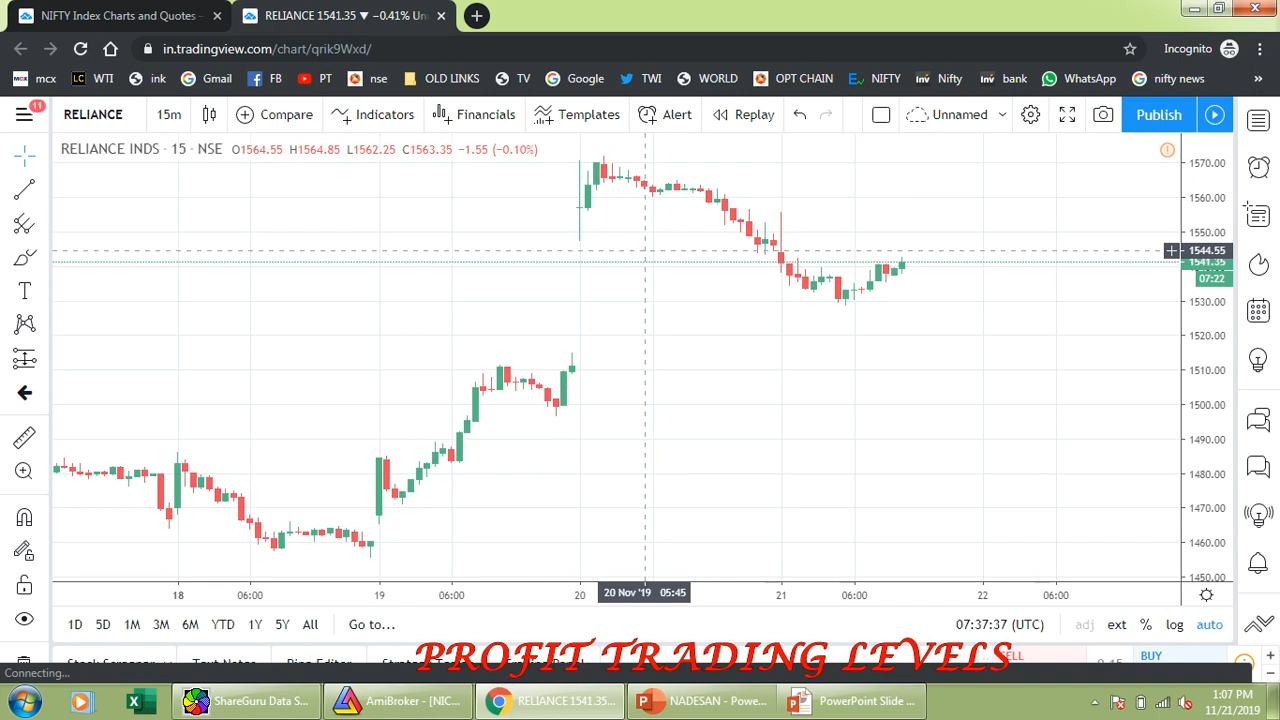 NIFTY Index Charts and Quotes
RELIANCE 1541.35 ▼ −0.41% Un
in.tradingview.com/chart/qrik9Wxd/
Incognito
mcx LC WTI ink Gmail FB PT nse OLD LINKS TV Google TWI WORLD OPT CHAIN NIFTY Inv Nifty Inv bank WhatsApp nifty news »
11
RELIANCE 15m Compare Indicators Financials Templates Alert Replay Unnamed Publish
RELIANCE INDS · 15 · NSE O1564.55 H1564.85 L1562.25 C1563.35 −1.55 (−0.10%)
1570.00
1560.00
1550.00
1544.55
1541.35
07:22
1530.00
1520.00
1510.00
1500.00
1490.00
1480.00
1470.00
1460.00
1450.00
18 06:00 19 06:00 20 20 Nov '19 05:45 21 06:00 22 06:00
1D 5D 1M 3M 6M YTD 1Y 5Y All Go to... 07:37:37 (UTC) adj ext % log auto
PROFIT TRADING LEVELS
SELL
BUY
Connecting...
ShareGuru Data S... AmiBroker - [NIC... RELIANCE 1541.35... NADESAN - Powe... PowerPoint Slide ...
1:07 PM
11/21/2019